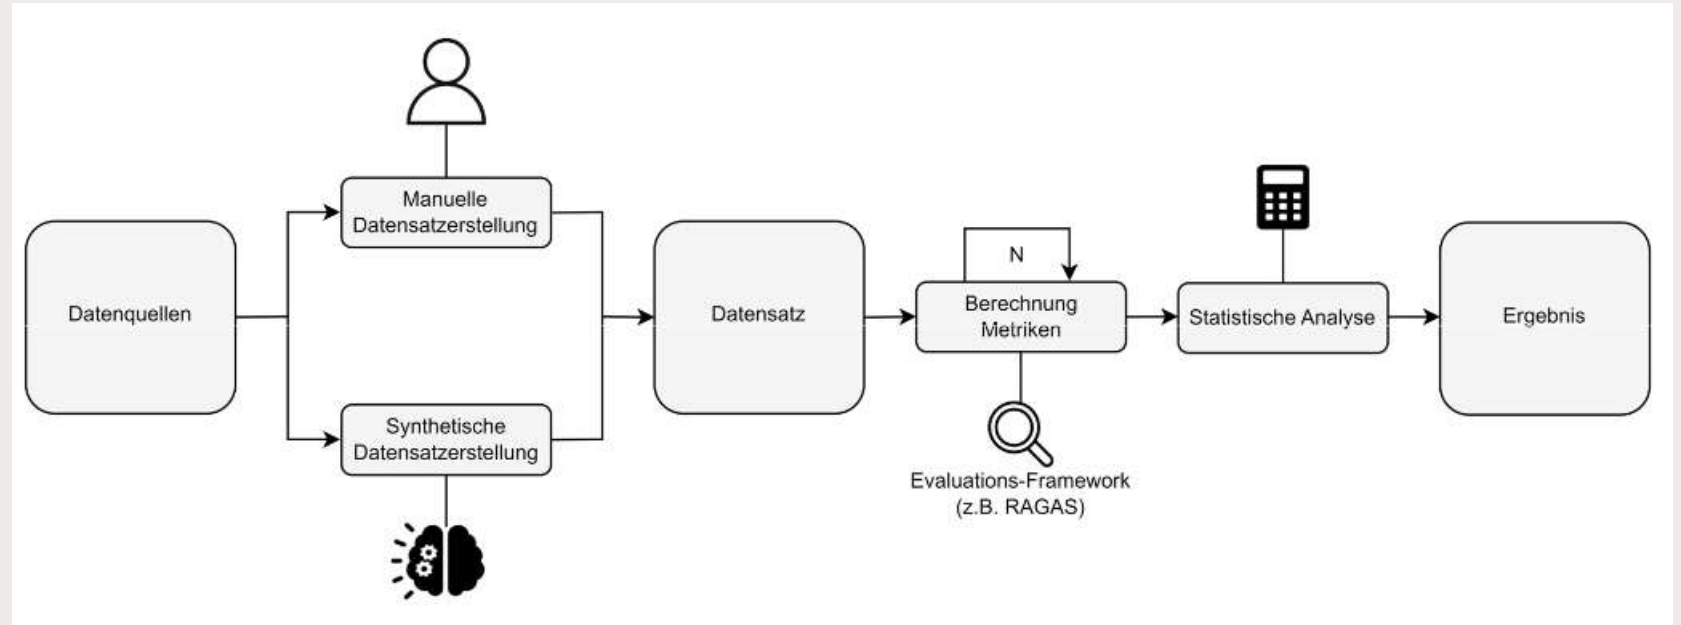 Datenquellen
Manuelle
Datensatzerstellung
Synthetische
Datensatzerstellung
Datensatz
N
Berechnung
Metriken
Evaluations-Framework
(z.B. RAGAS)
Statistische Analyse
Ergebnis